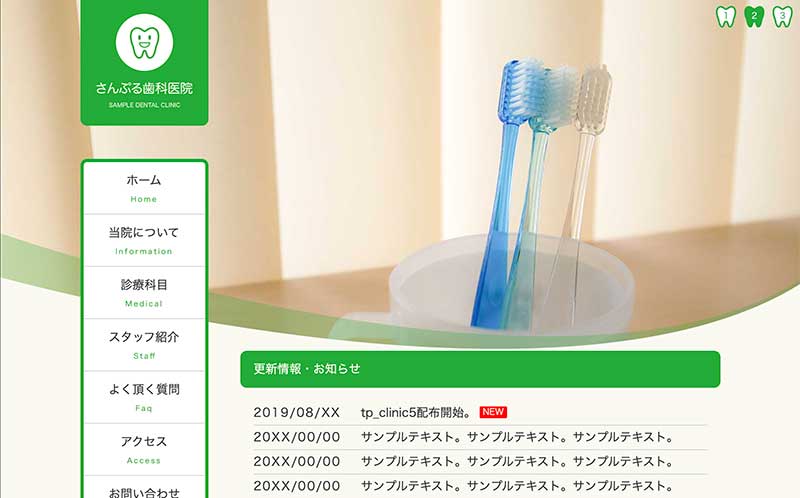 1 2 3
さんぷる歯科医院
SAMPLE DENTAL CLINIC
ホーム
Home
当院について
Information
診療科目
Medical
スタッフ紹介
Staff
よく頂く質問
Faq
アクセス
Access
お問い合わせ
更新情報・お知らせ
2019/08/XX tp_clinic5配布開始。 NEW
20XX/00/00 サンプルテキスト。サンプルテキスト。サンプルテキスト。
20XX/00/00 サンプルテキスト。サンプルテキスト。サンプルテキスト。
20XX/00/00 サンプルテキスト。サンプルテキスト。サンプルテキスト。